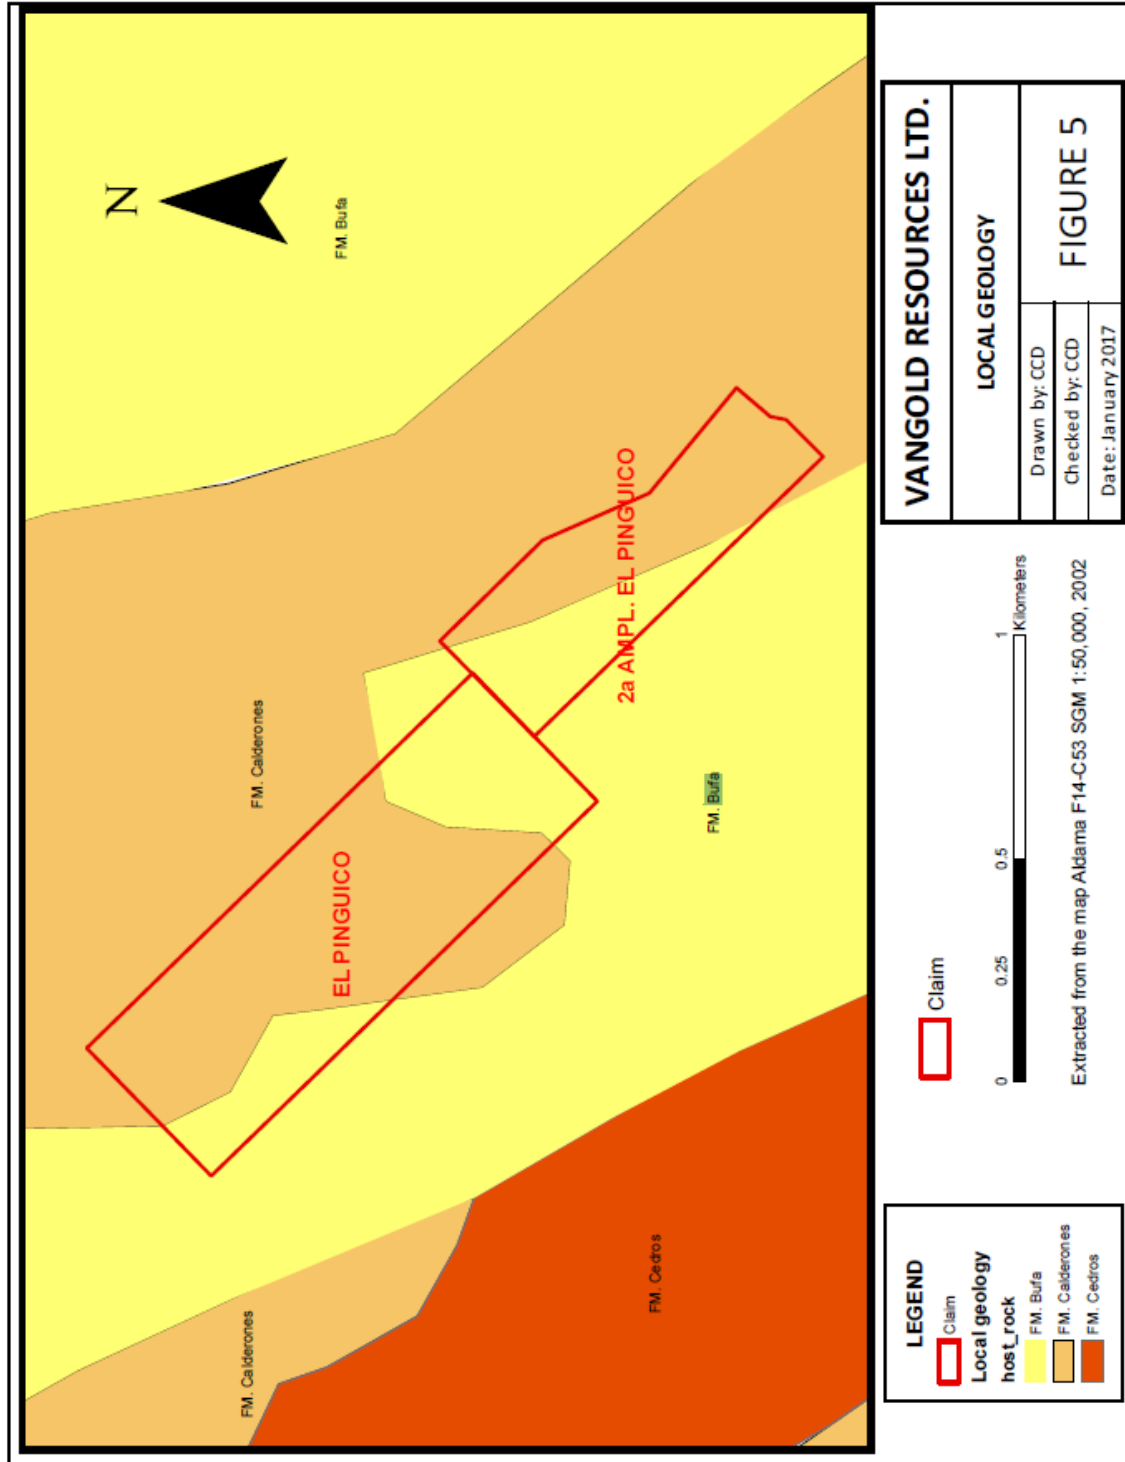 N
FM. Bufa
FM. Calderones
EL PINGUICO
2a AMPL. EL PINGUICO
FM. Bufa
FM. Calderones
FM. Cedros
LEGEND
Claim
Local geology
host_rock
FM. Bufa
FM. Calderones
FM. Cedros
Claim
0 0.25 0.5 1
Kilometers
Extracted from the map Aldama F14-C53 SGM 1:50,000, 2002
VANGOLD RESOURCES LTD.
LOCAL GEOLOGY
Drawn by: CCD
Checked by: CCD
Date: January 2017
FIGURE 5